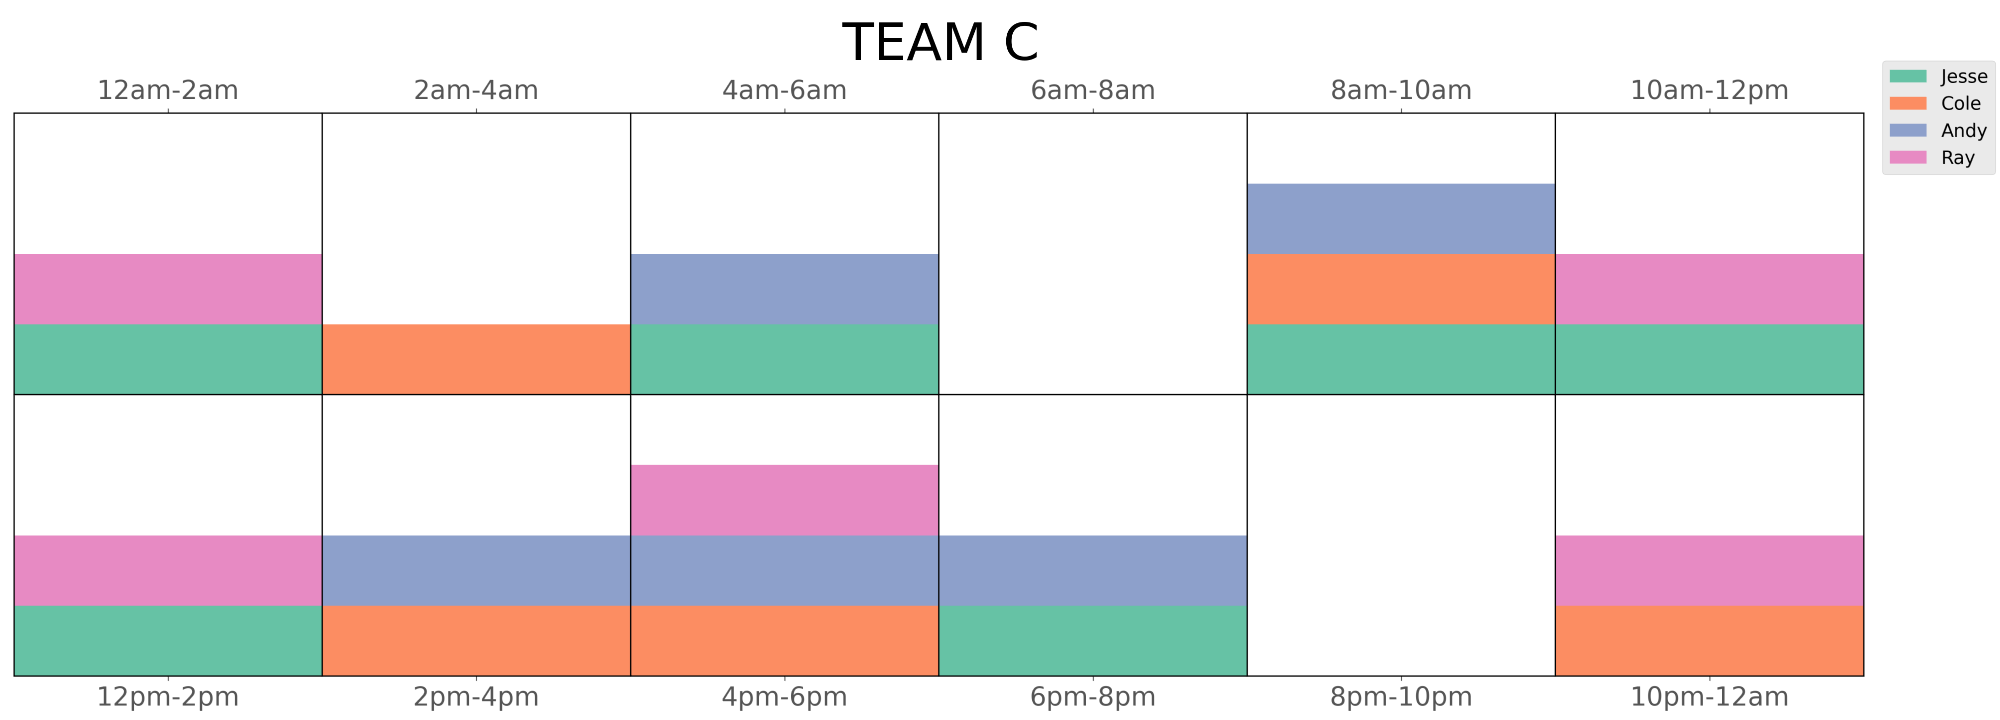 TEAM C
12am-2am 2am-4am 4am-6am 6am-8am 8am-10am 10am-12pm
Jesse
Cole
Andy
Ray
12pm-2pm 2pm-4pm 4pm-6pm 6pm-8pm 8pm-10pm 10pm-12am